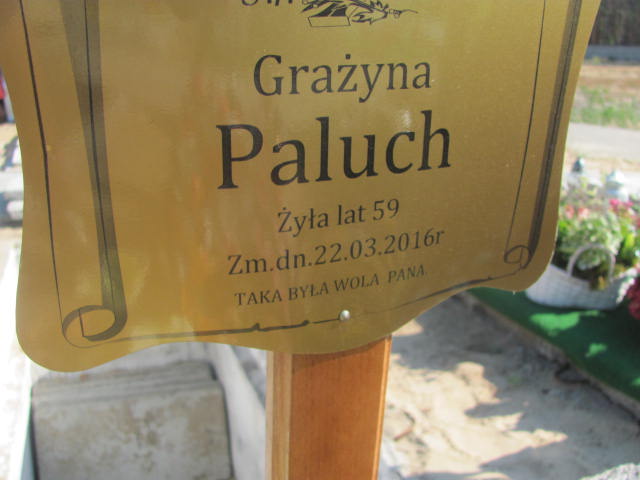 Grażyna
Paluch
Żyła lat 59
Zm.dn.22.03.2016r
TAKA BYŁA WOLA PANA